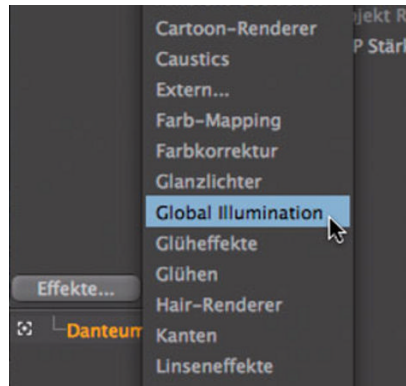 Cartoon-Renderer
Caustics
Extern...
Farb-Mapping
Farbkorrektur
Glanzlichter
Global Illumination
Glüheffekte
Glühen
Hair-Renderer
Kanten
Linseneffekte
Effekte...
P